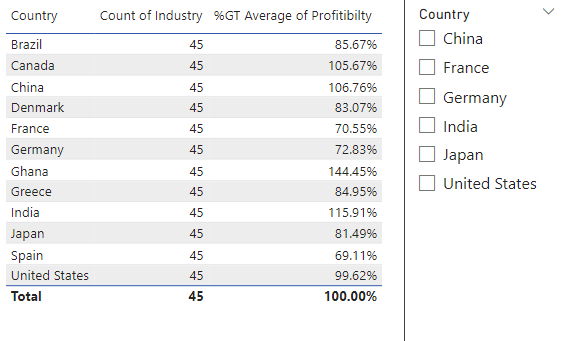 Country Count of Industry %GT Average of Profitibilty
Brazil 45 85.67%
Canada 45 105.67%
China 45 106.76%
Denmark 45 83.07%
France 45 70.55%
Germany 45 72.83%
Ghana 45 144.45%
Greece 45 84.95%
India 45 115.91%
Japan 45 81.49%
Spain 45 69.11%
United States 45 99.62%
Total 45 100.00%
Country
China
France
Germany
India
Japan
United States